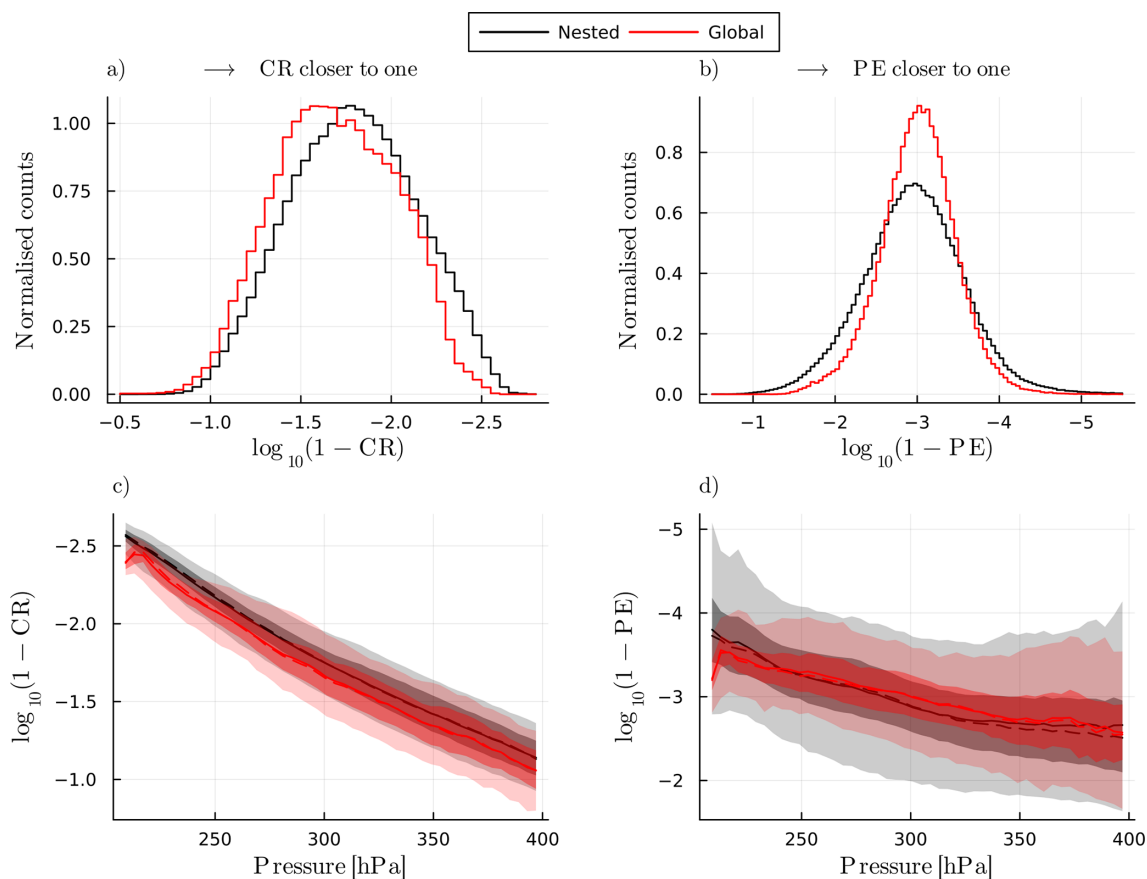 Nested Global
a) → CR closer to one
b) → PE closer to one
Normalised counts
1.00
0.75
0.50
0.25
0.00
−0.5 −1.0 −1.5 −2.0 −2.5
log₁₀(1 − CR)
Normalised counts
0.8
0.6
0.4
0.2
0.0
−1 −2 −3 −4 −5
log₁₀(1 − PE)
c)
log₁₀(1 − CR)
−2.5
−2.0
−1.5
−1.0
250 300 350 400
Pressure [hPa]
d)
log₁₀(1 − PE)
−5
−4
−3
−2
250 300 350 400
Pressure [hPa]